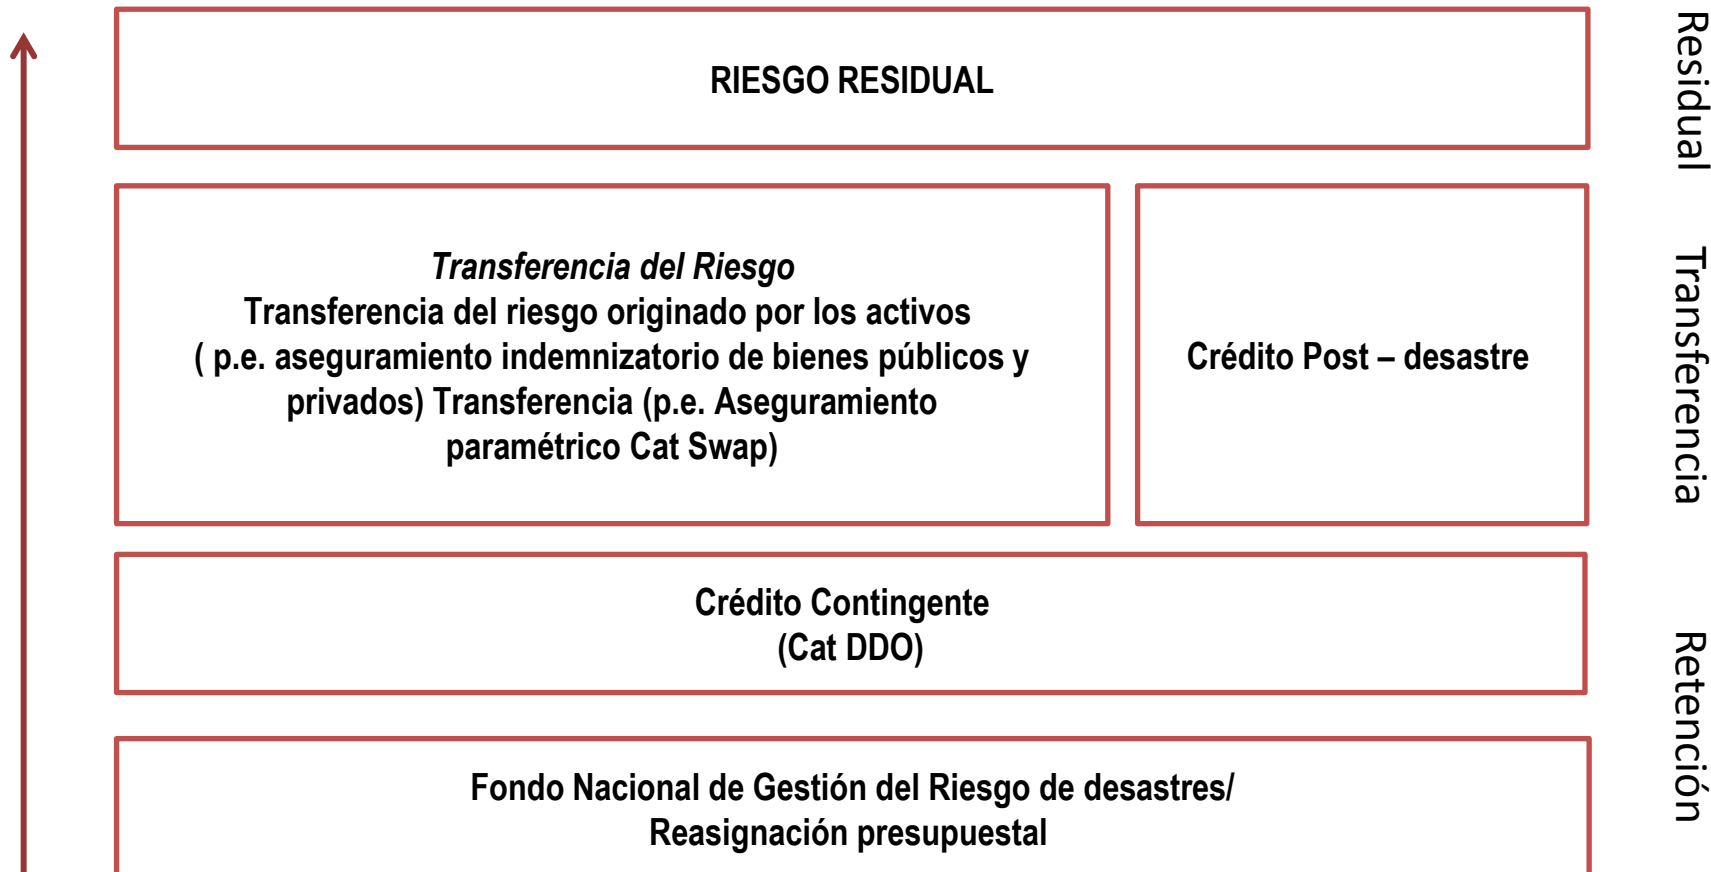 RIESGO RESIDUAL
Residual
Transferencia del Riesgo
Transferencia del riesgo originado por los activos
( p.e. aseguramiento indemnizatorio de bienes públicos y
privados) Transferencia (p.e. Aseguramiento
paramétrico Cat Swap)
Crédito Post – desastre
Transferencia
Crédito Contingente
(Cat DDO)
Fondo Nacional de Gestión del Riesgo de desastres/
Reasignación presupuestal
Retención